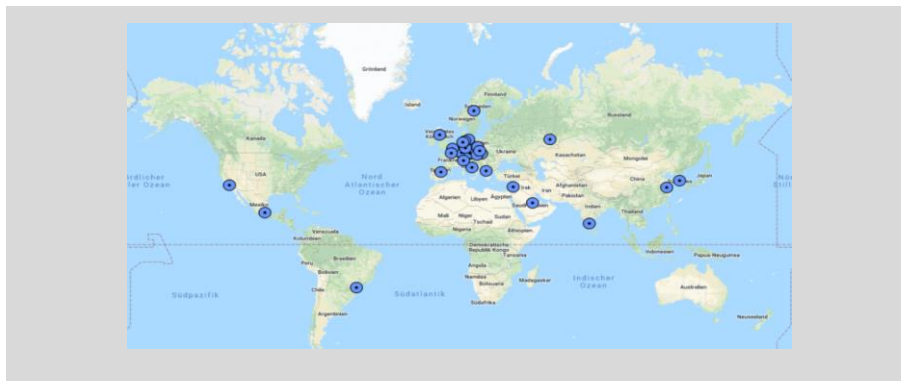 Grönland
Island
Finnland
Norwegen
Russland
Kanada
Ukraine
Kasachstan
Mongolei
USA
Nord
Atlantischer
Ozean
Türkei
Irak
Iran
Afghanistan
Pakistan
China
Japan
Algerien
Libyen
Ägypten
Mexiko
Mali
Niger
Tschad
Sudan
Indien
Thailand
Nigeria
Äthiopien
Venezuela
Kolumbien
Demokratische
Republik Kongo
Tansania
Indonesien
Papua-Neuguinea
Peru
Brasilien
Bolivien
Angola
Namibia
Botsuana
Madagaskar
Indischer
Ozean
Südpazifik
Chile
Südatlantik
Südafrika
Australien
Argentinien
Neuseeland